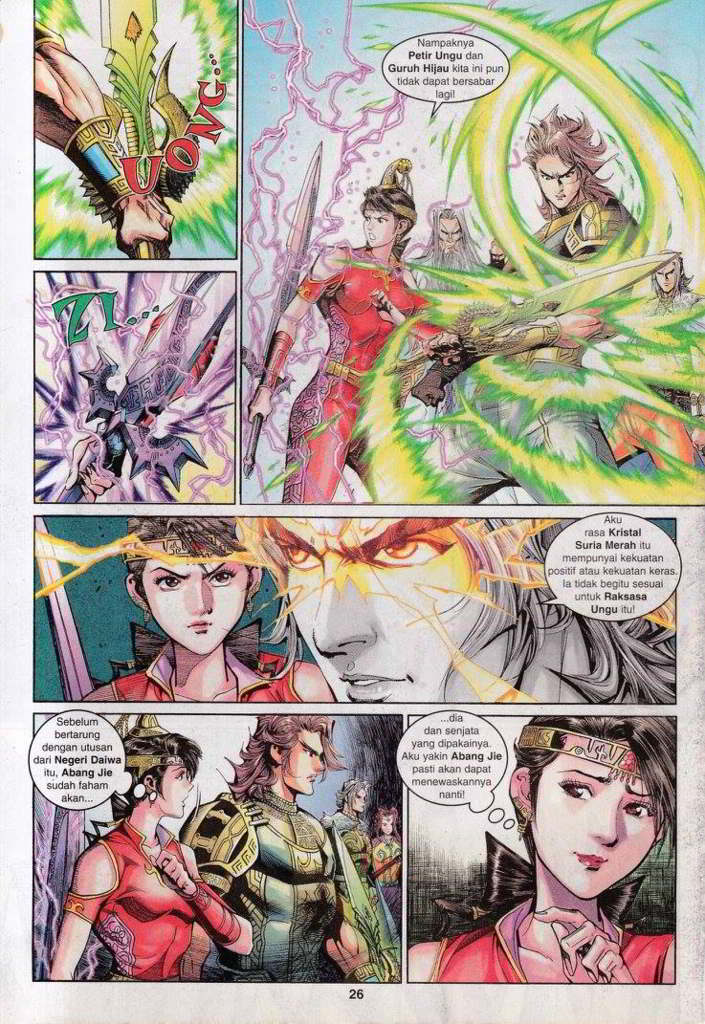 UONG...
Nampaknya
Petir Ungu dan
Guruh Hijau kita ini pun
tidak dapat bersabar
lagi!
ZI...
Aku
rasa Kristal
Suria Merah itu
mempunyai kekuatan
positif atau kekuatan keras.
Ia tidak begitu sesuai
untuk Raksasa
Ungu itu!
Sebelum
bertarung
dengan utusan
dari Negeri Daiwa
itu, Abang Jie
sudah faham
akan...
...dia
dan senjata
yang dipakainya.
Aku yakin Abang Jie
pasti akan dapat
menewaskannya
nanti!
26